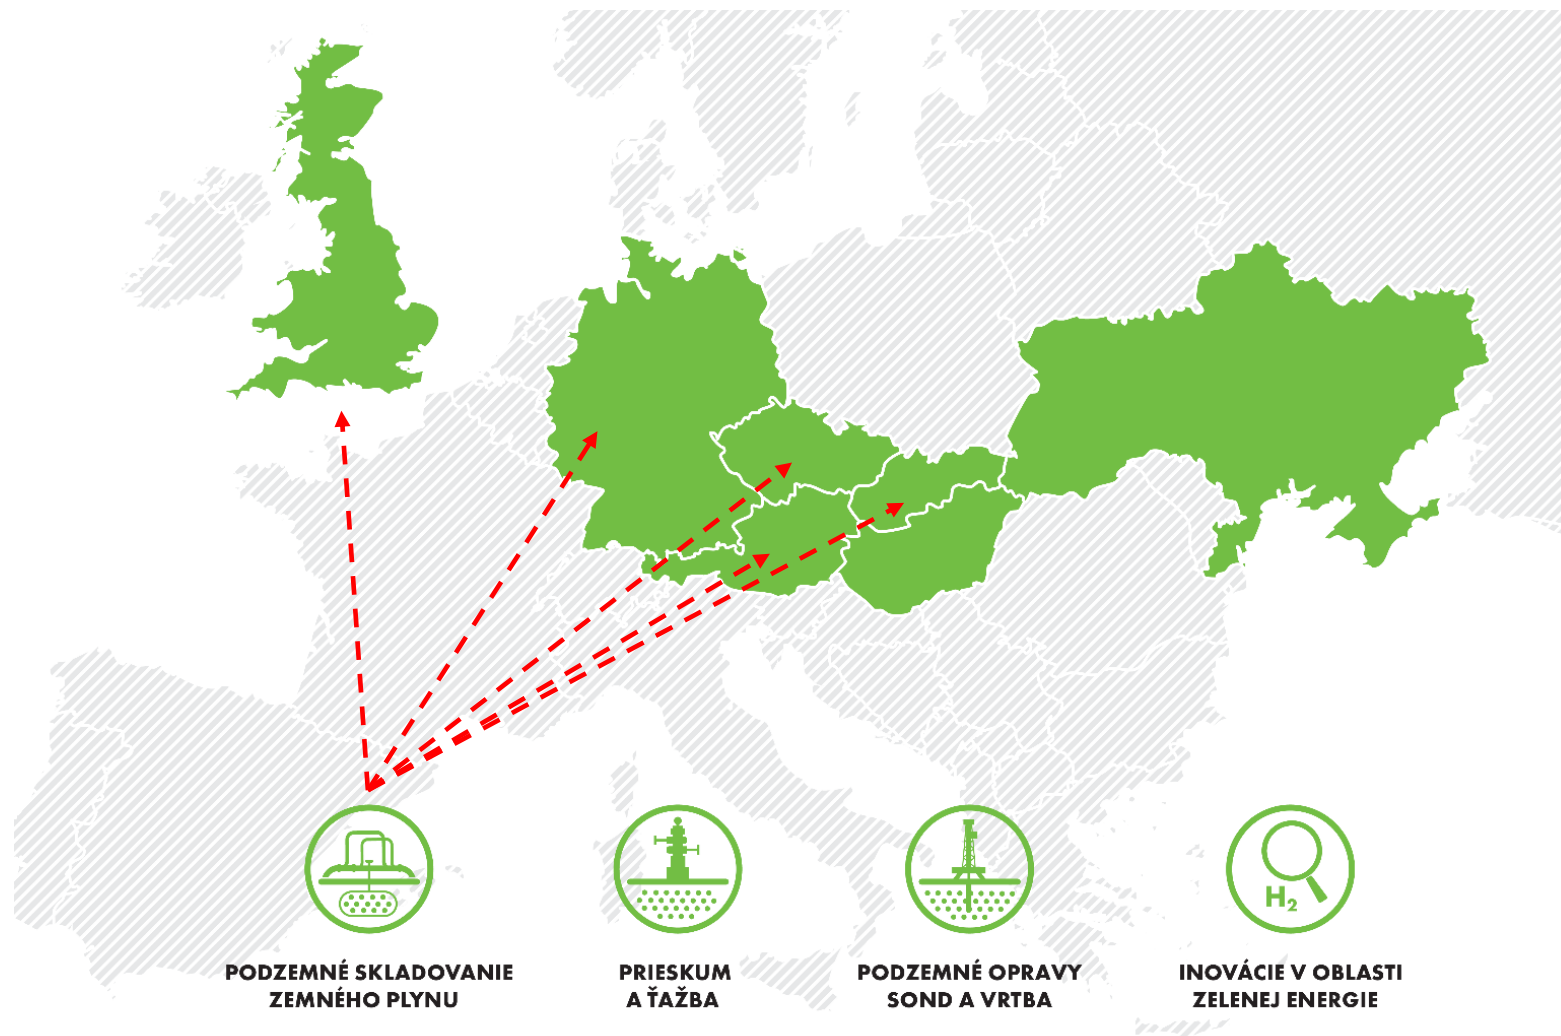 H₂
PODZEMNÉ SKLADOVANIE
ZEMNÉHO PLYNU
PRIESKUM
A ŤAŽBA
PODZEMNÉ OPRAVY
SOND A VRTBA
INOVÁCIE V OBLASTI
ZELENEJ ENERGIE